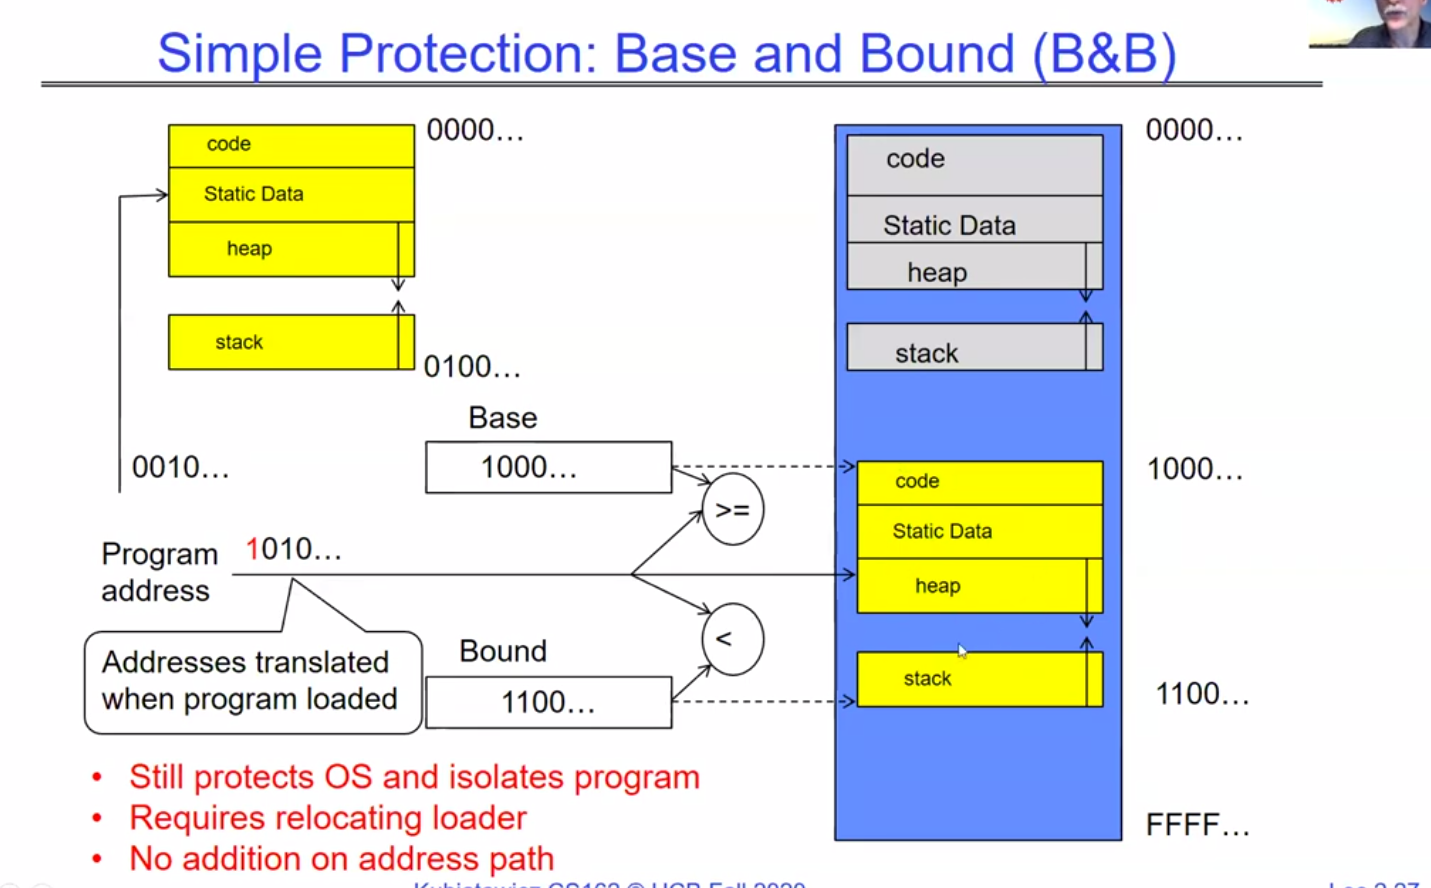 Simple Protection: Base and Bound (B&B)
code
0000…
Static Data
heap
stack
0100…
0010…
Base
1000…
>=
Program
address
1010…
Addresses translated
when program loaded
Bound
1100…
<
code
0000…
Static Data
heap
stack
code
1000…
Static Data
heap
stack
1100…
FFFF…
• Still protects OS and isolates program
• Requires relocating loader
• No addition on address path